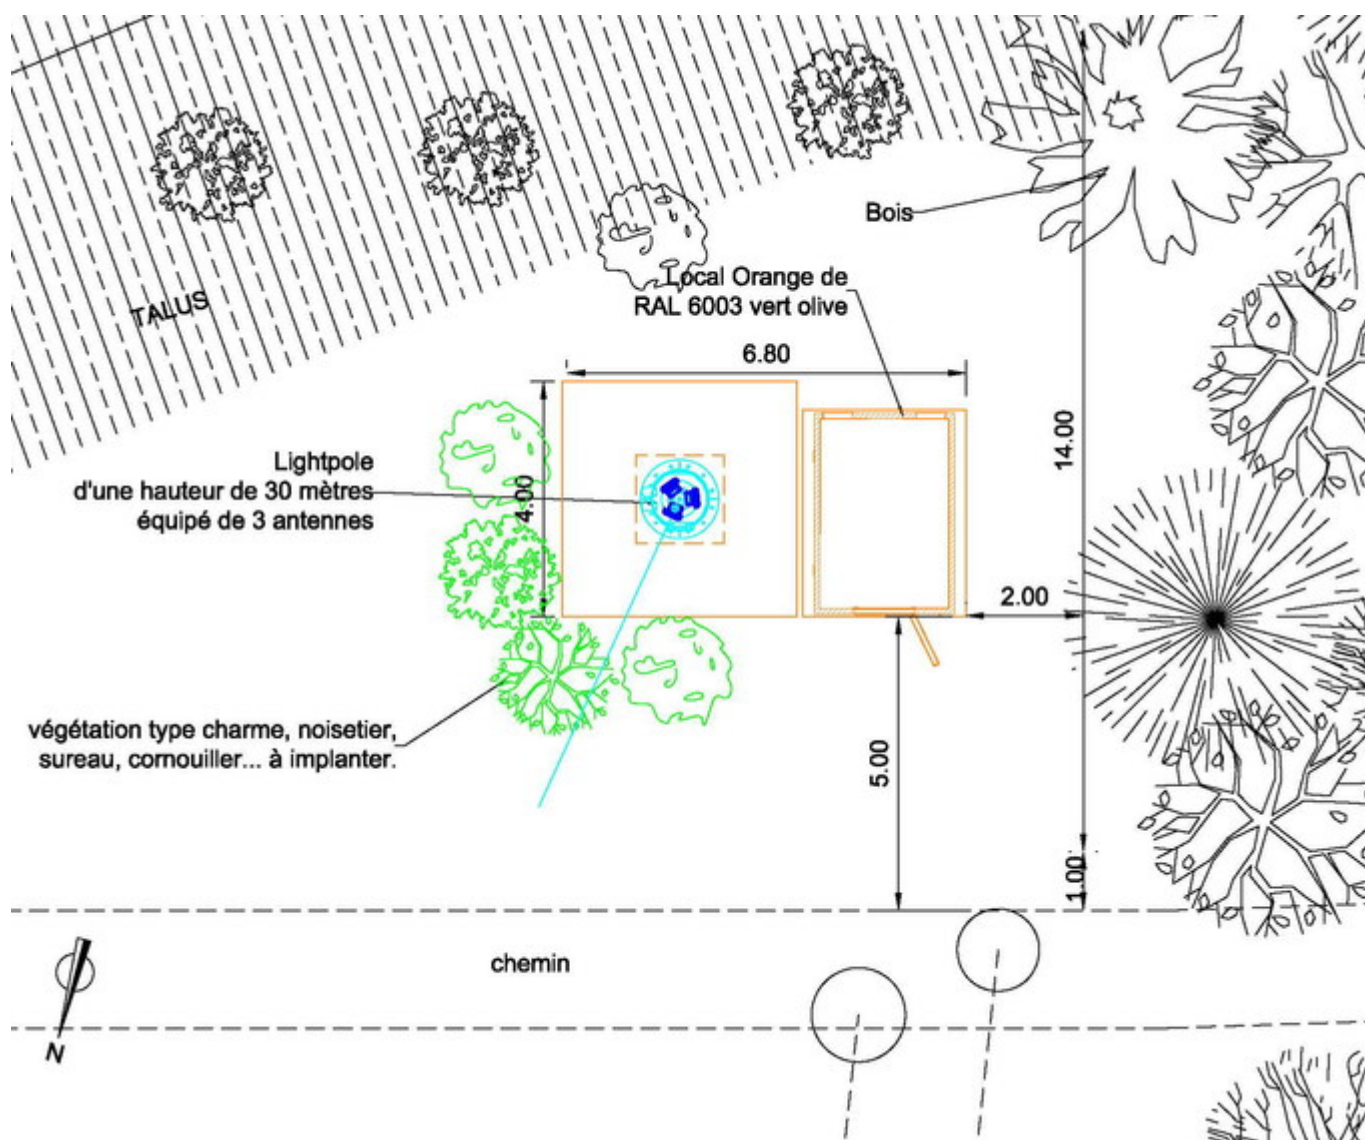 Bois
Local Orange de
RAL 6003 vert olive
TALUS
6.80
14.00
Lightpole
d'une hauteur de 30 mètres
équipé de 3 antennes
4.00
2.00
végétation type charme, noisetier,
sureau, cornouiller... à implanter.
5.00
1.00
chemin
N